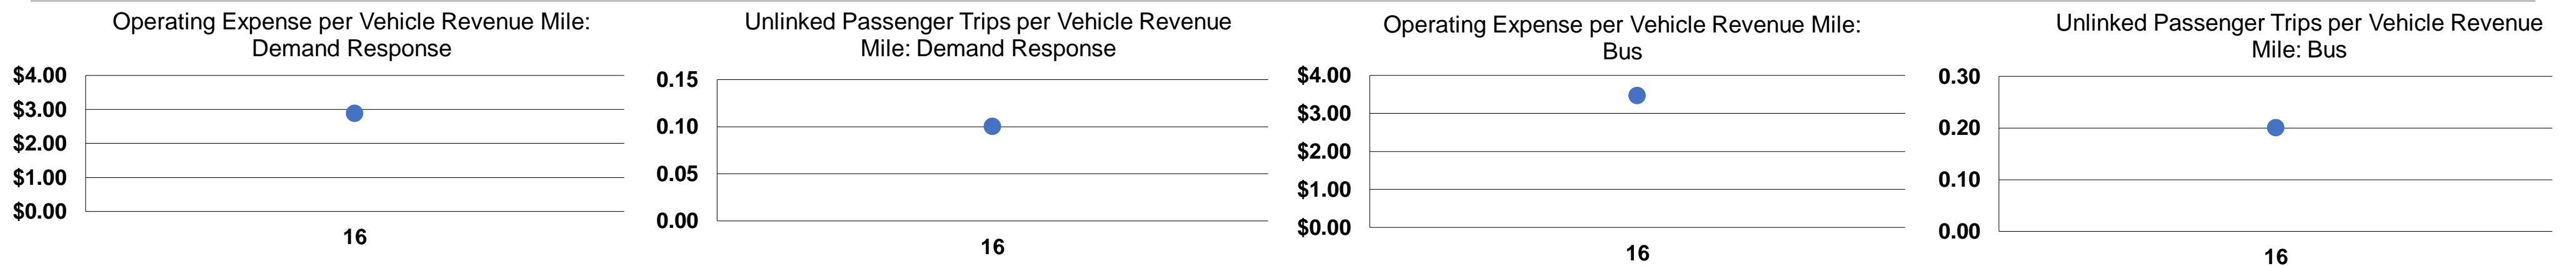 Operating Expense per Vehicle Revenue Mile:
Demand Response
$4.00
$3.00
$2.00
$1.00
$0.00
16
Unlinked Passenger Trips per Vehicle Revenue
Mile: Demand Response
0.15
0.10
0.05
0.00
16
Operating Expense per Vehicle Revenue Mile:
Bus
$4.00
$3.00
$2.00
$1.00
$0.00
16
Unlinked Passenger Trips per Vehicle Revenue
Mile: Bus
0.30
0.20
0.10
0.00
16